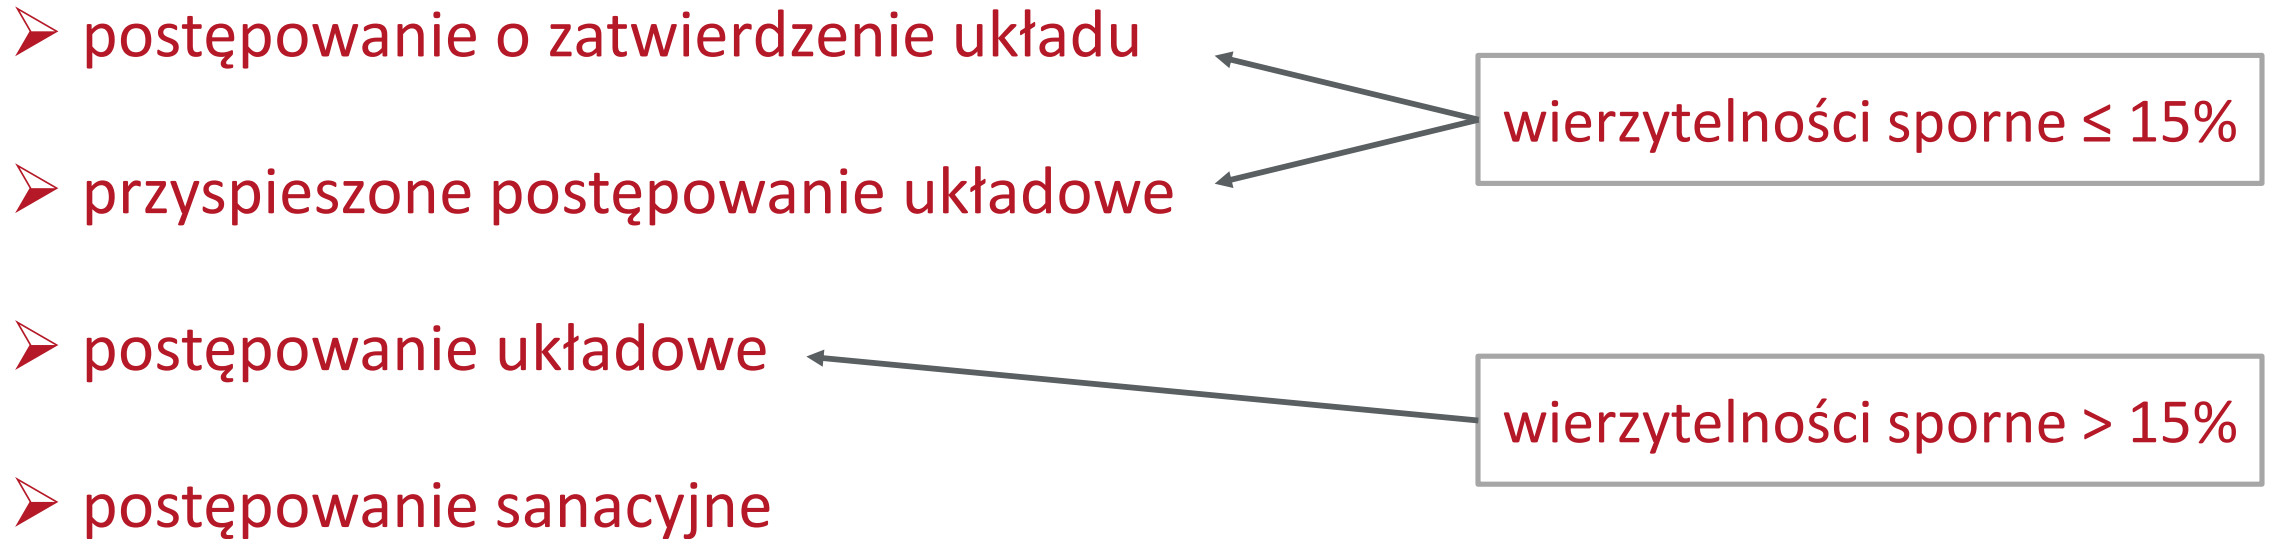 postępowanie o zatwierdzenie układu
wierzytelności sporne ≤ 15%
przyspieszone postępowanie układowe
postępowanie układowe
wierzytelności sporne > 15%
postępowanie sanacyjne